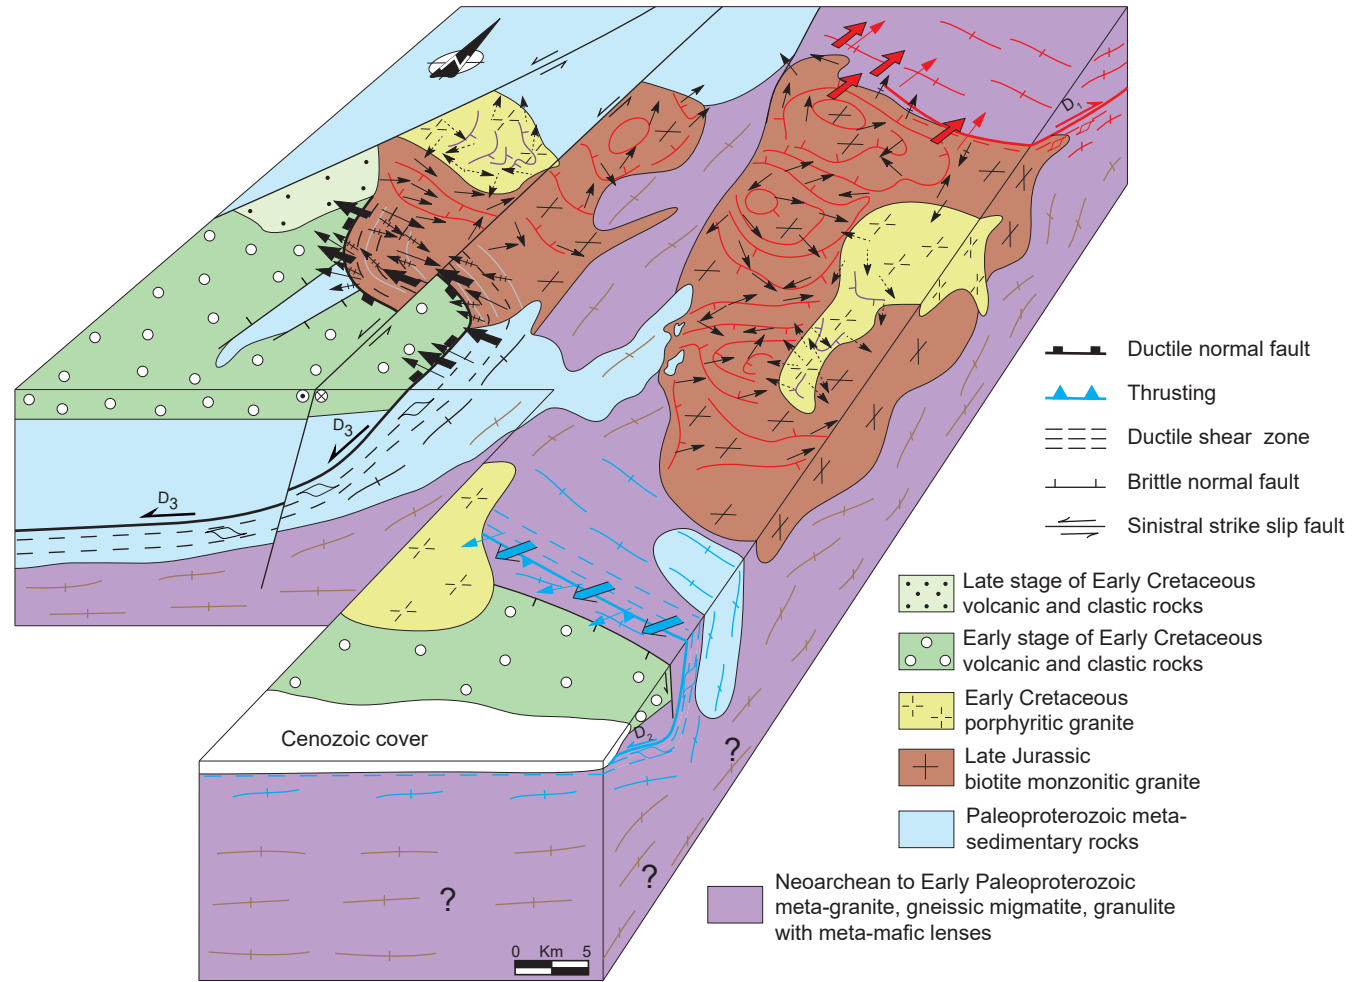 D1
D3
D3
Ductile normal fault
Thrusting
Ductile shear zone
Brittle normal fault
Sinistral strike slip fault
Late stage of Early Cretaceous
volcanic and clastic rocks
Early stage of Early Cretaceous
volcanic and clastic rocks
Early Cretaceous
porphyritic granite
Late Jurassic
biotite monzonitic granite
Paleoproterozoic meta-
sedimentary rocks
Neoarchean to Early Paleoproterozoic
meta-granite, gneissic migmatite, granulite
with meta-mafic lenses
Cenozoic cover
D2
?
?
?
0 Km 5